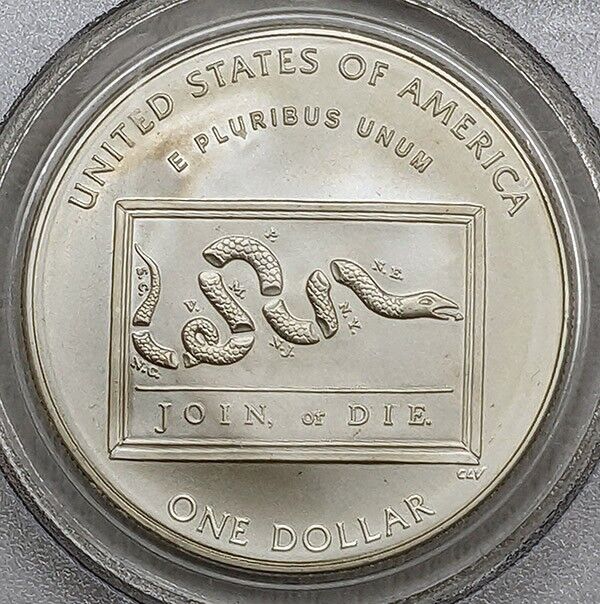 UNITED STATES OF AMERICA
E PLURIBUS UNUM
S.C.
N.C.
V.
M.
P.
N.J.
N.Y.
N.E.
JOIN, or DIE.
CLV
ONE DOLLAR